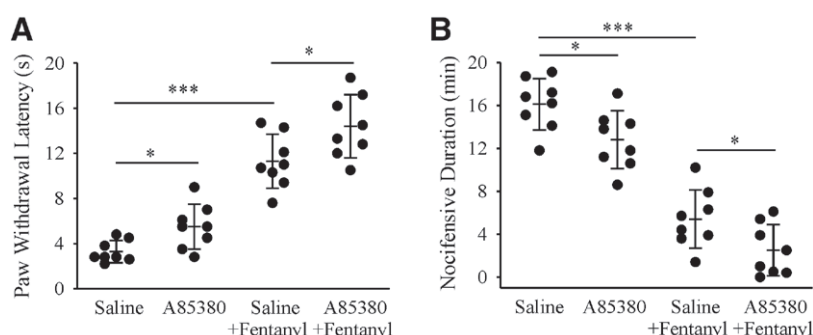 A
Paw Withdrawal Latency (s)
20
16
12
8
4
0
*
***
*
Saline
A85380
Saline
+Fentanyl
A85380
+Fentanyl
B
Nocifensive Duration (min)
20
16
12
8
4
0
***
*
*
Saline
A85380
Saline
+Fentanyl
A85380
+Fentanyl